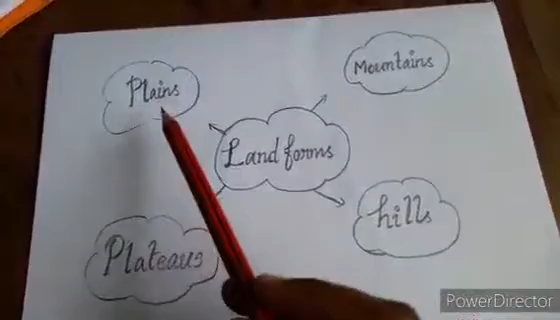 Plains
Mountains
Land forms
hills
Plateaus
PowerDirector